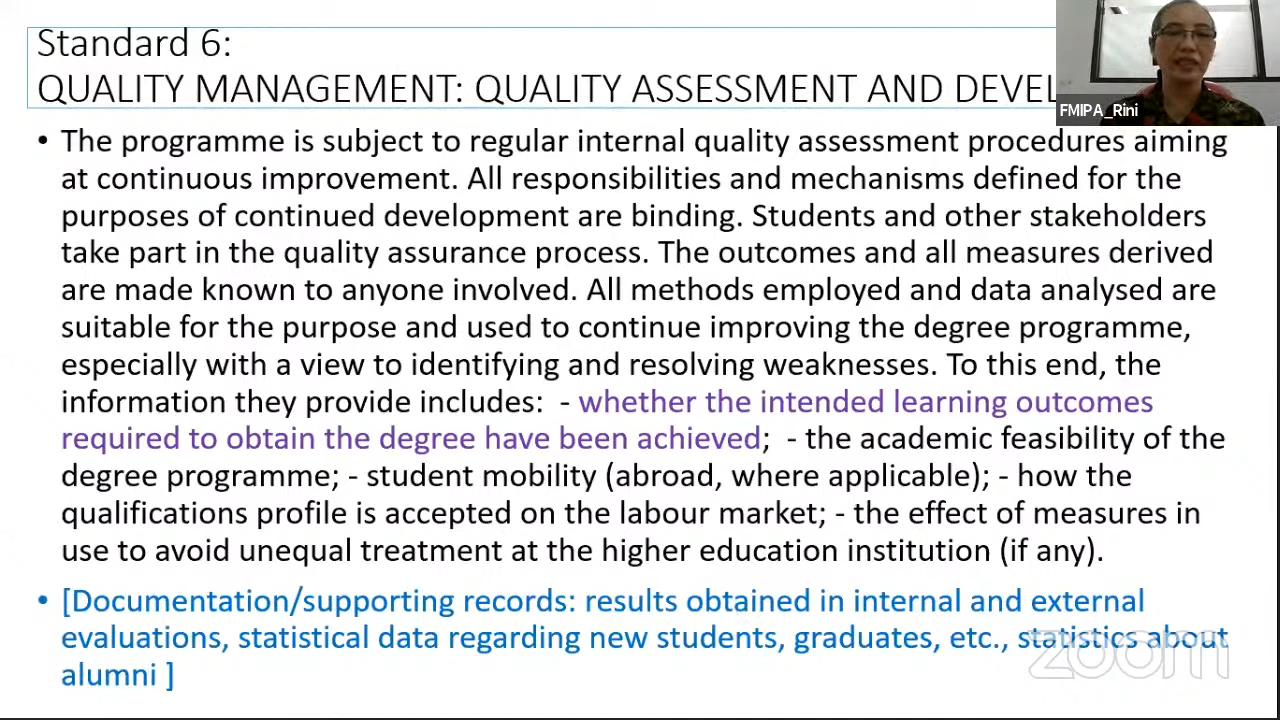 Standard 6:
QUALITY MANAGEMENT: QUALITY ASSESSMENT AND DEVEL
FMIPA_Rini
• The programme is subject to regular internal quality assessment procedures aiming
at continuous improvement. All responsibilities and mechanisms defined for the
purposes of continued development are binding. Students and other stakeholders
take part in the quality assurance process. The outcomes and all measures derived
are made known to anyone involved. All methods employed and data analysed are
suitable for the purpose and used to continue improving the degree programme,
especially with a view to identifying and resolving weaknesses. To this end, the
information they provide includes:  - whether the intended learning outcomes
required to obtain the degree have been achieved;  - the academic feasibility of the
degree programme; - student mobility (abroad, where applicable); - how the
qualifications profile is accepted on the labour market; - the effect of measures in
use to avoid unequal treatment at the higher education institution (if any).
• [Documentation/supporting records: results obtained in internal and external
evaluations, statistical data regarding new students, graduates, etc., statistics about
alumni ]
zoom